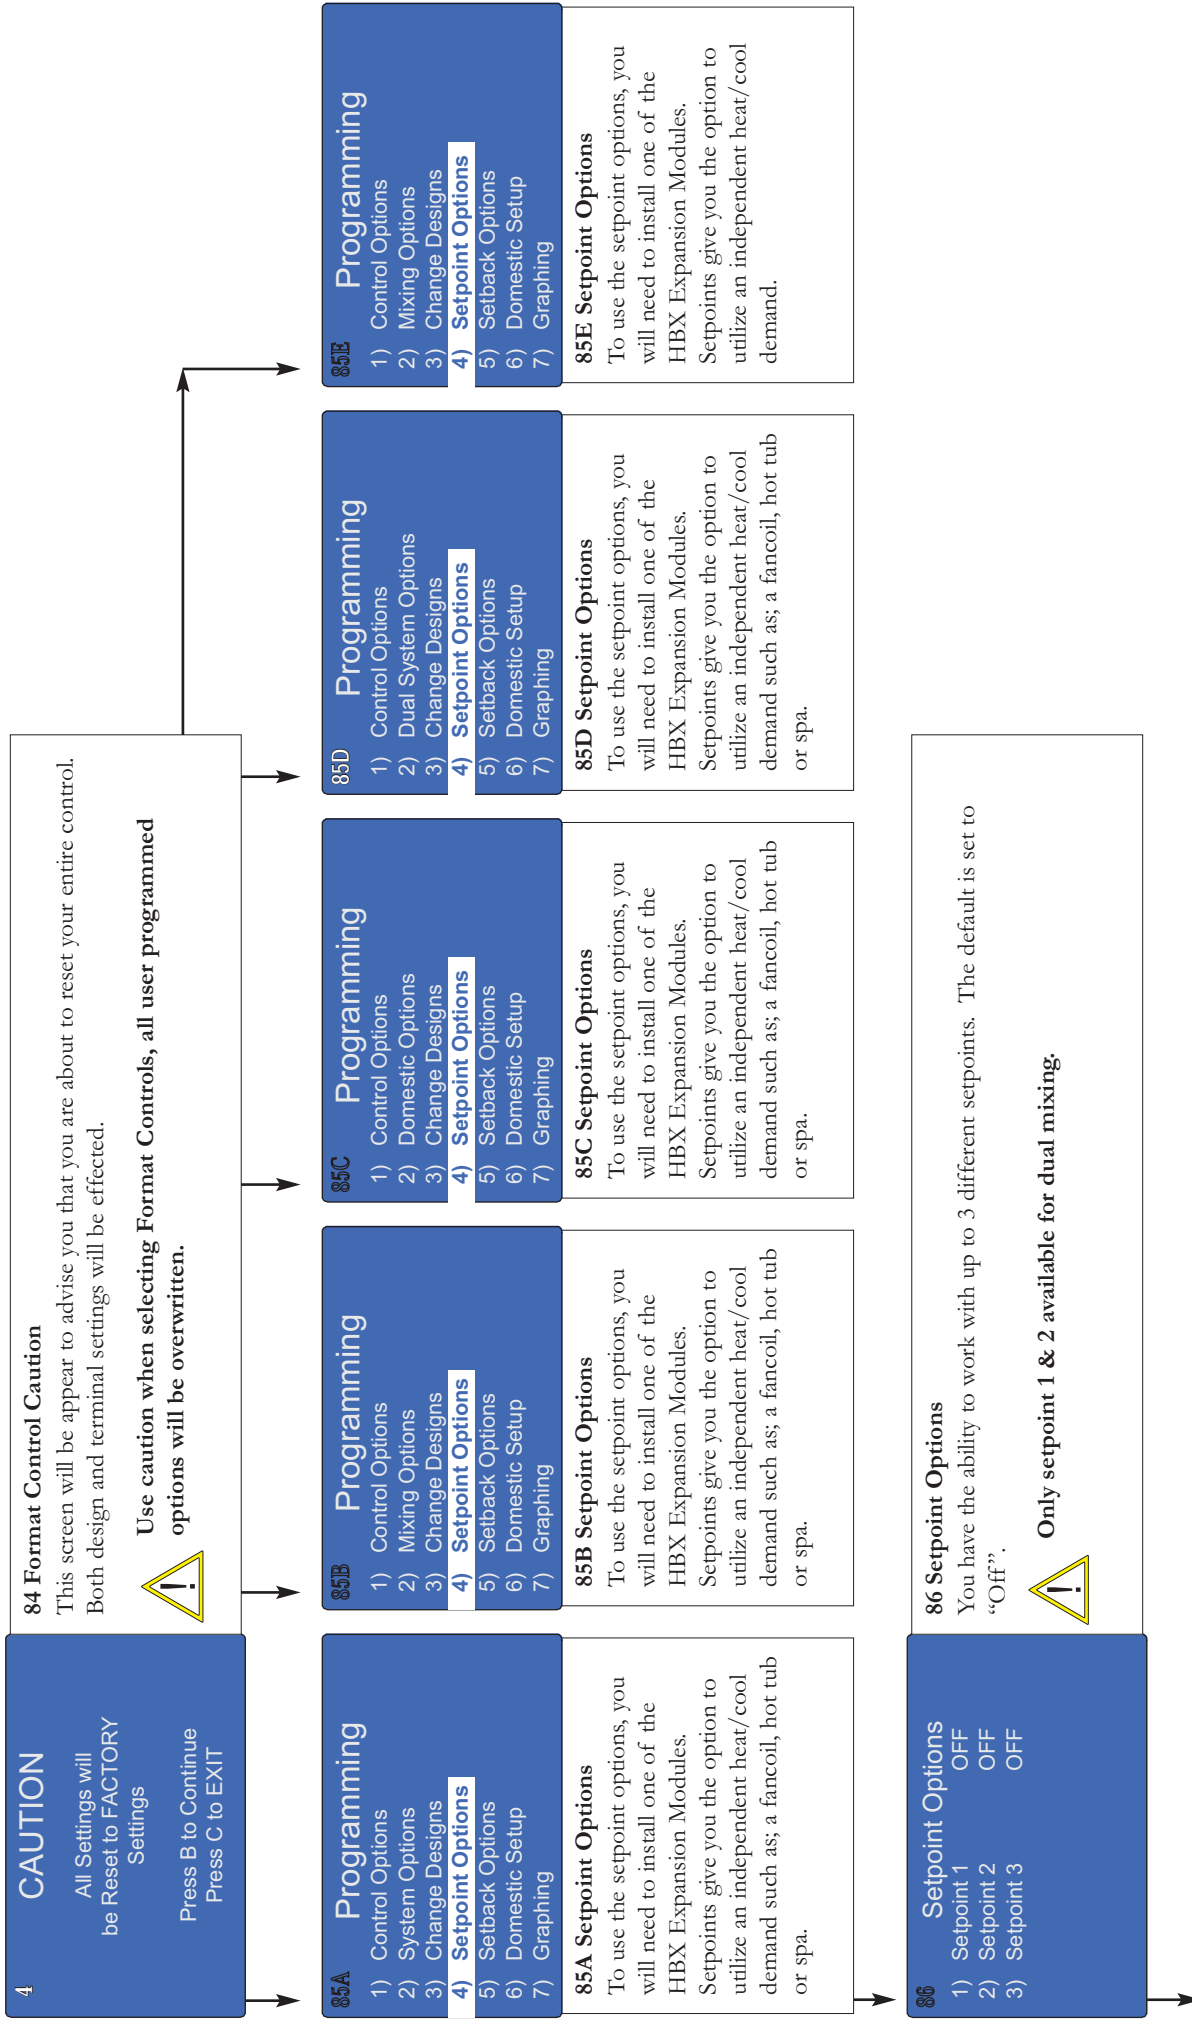 4
CAUTION
All Settings will
be Reset to FACTORY
Settings
Press B to Continue
Press C to EXIT
84 Format Control Caution
This screen will be appear to advise you that you are about to reset your entire control.
Both design and terminal settings will be effected.
Use caution when selecting Format Controls, all user programmed
options will be overwritten.
85A
Programming
1) Control Options
2) System Options
3) Change Designs
4) Setpoint Options
5) Setback Options
6) Domestic Setup
7) Graphing
85A Setpoint Options
To use the setpoint options, you
will need to install one of the
HBX Expansion Modules.
Setpoints give you the option to
utilize an independent heat/cool
demand such as; a fancoil, hot tub
or spa.
85B
Programming
1) Control Options
2) Mixing Options
3) Change Designs
4) Setpoint Options
5) Setback Options
6) Domestic Setup
7) Graphing
85B Setpoint Options
To use the setpoint options, you
will need to install one of the
HBX Expansion Modules.
Setpoints give you the option to
utilize an independent heat/cool
demand such as; a fancoil, hot tub
or spa.
85C
Programming
1) Control Options
2) Domestic Options
3) Change Designs
4) Setpoint Options
5) Setback Options
6) Domestic Setup
7) Graphing
85C Setpoint Options
To use the setpoint options, you
will need to install one of the
HBX Expansion Modules.
Setpoints give you the option to
utilize an independent heat/cool
demand such as; a fancoil, hot tub
or spa.
85D
Programming
1) Control Options
2) Dual System Options
3) Change Designs
4) Setpoint Options
5) Setback Options
6) Domestic Setup
7) Graphing
85D Setpoint Options
To use the setpoint options, you
will need to install one of the
HBX Expansion Modules.
Setpoints give you the option to
utilize an independent heat/cool
demand such as; a fancoil, hot tub
or spa.
85E
Programming
1) Control Options
2) Mixing Options
3) Change Designs
4) Setpoint Options
5) Setback Options
6) Domestic Setup
7) Graphing
85E Setpoint Options
To use the setpoint options, you
will need to install one of the
HBX Expansion Modules.
Setpoints give you the option to
utilize an independent heat/cool
demand.
86
Setpoint Options
1) Setpoint 1 OFF
2) Setpoint 2 OFF
3) Setpoint 3 OFF
86 Setpoint Options
You have the ability to work with up to 3 different setpoints. The default is set to
“Off”.
Only setpoint 1 & 2 available for dual mixing.